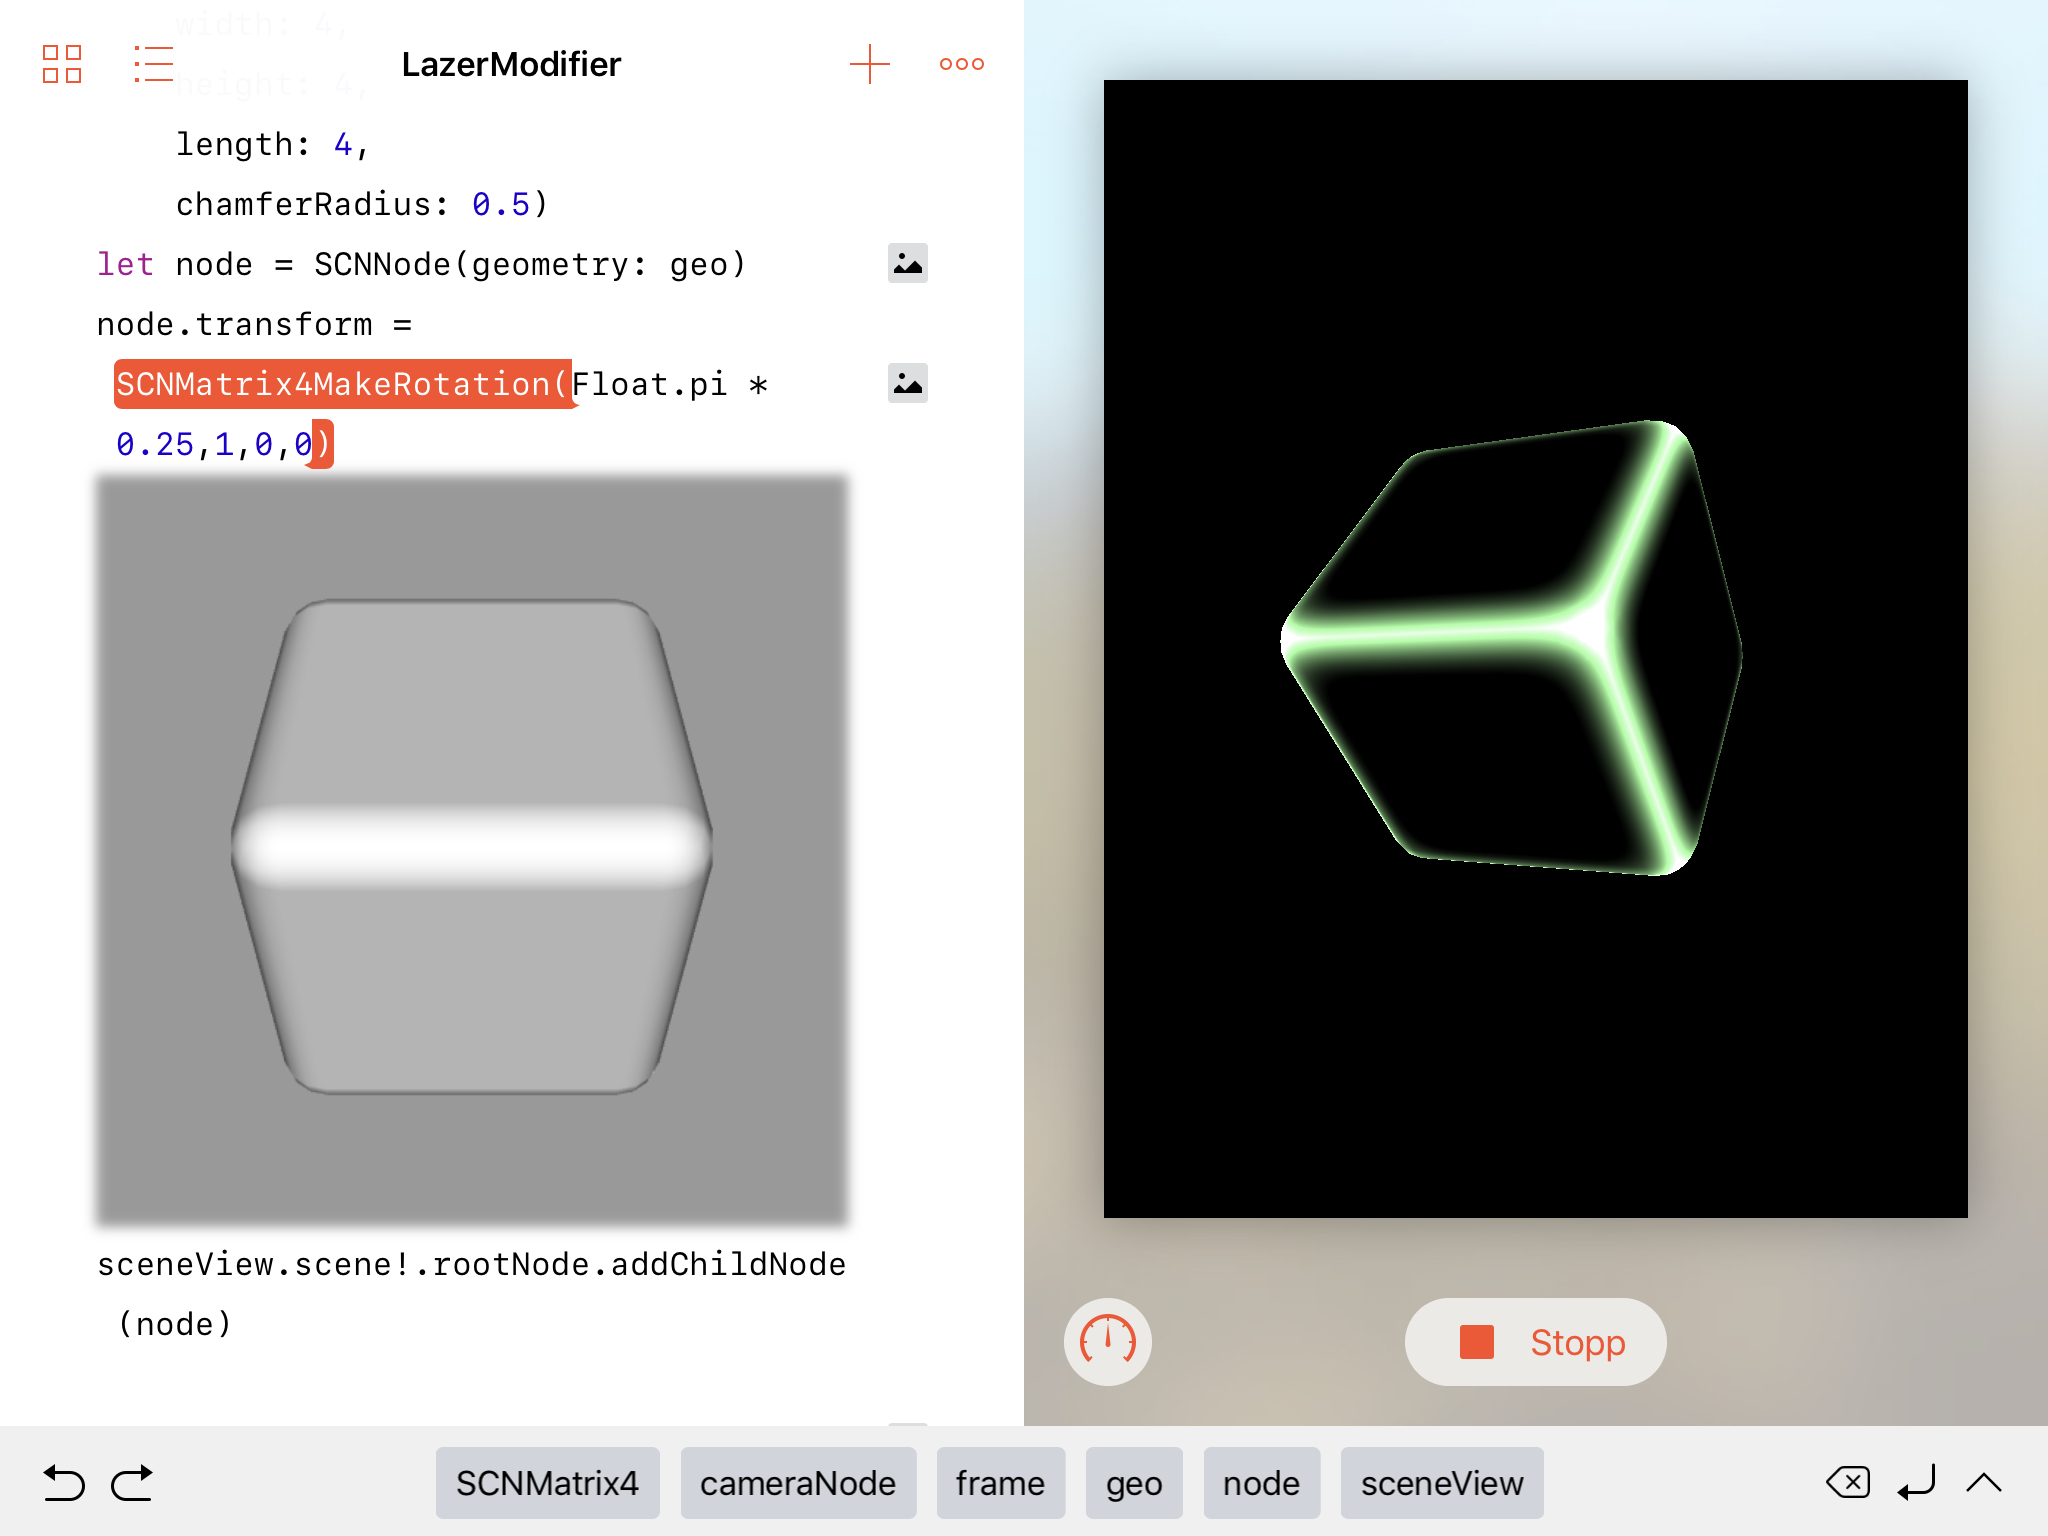 width: 4,
LazerModifier
height: 4,
length: 4,
chamferRadius: 0.5)
let node = SCNNode(geometry: geo)
node.transform =
SCNMatrix4MakeRotation(Float.pi *
0.25,1,0,0)
sceneView.scene!.rootNode.addChildNode
(node)
Stopp
SCNMatrix4 cameraNode frame geo node sceneView